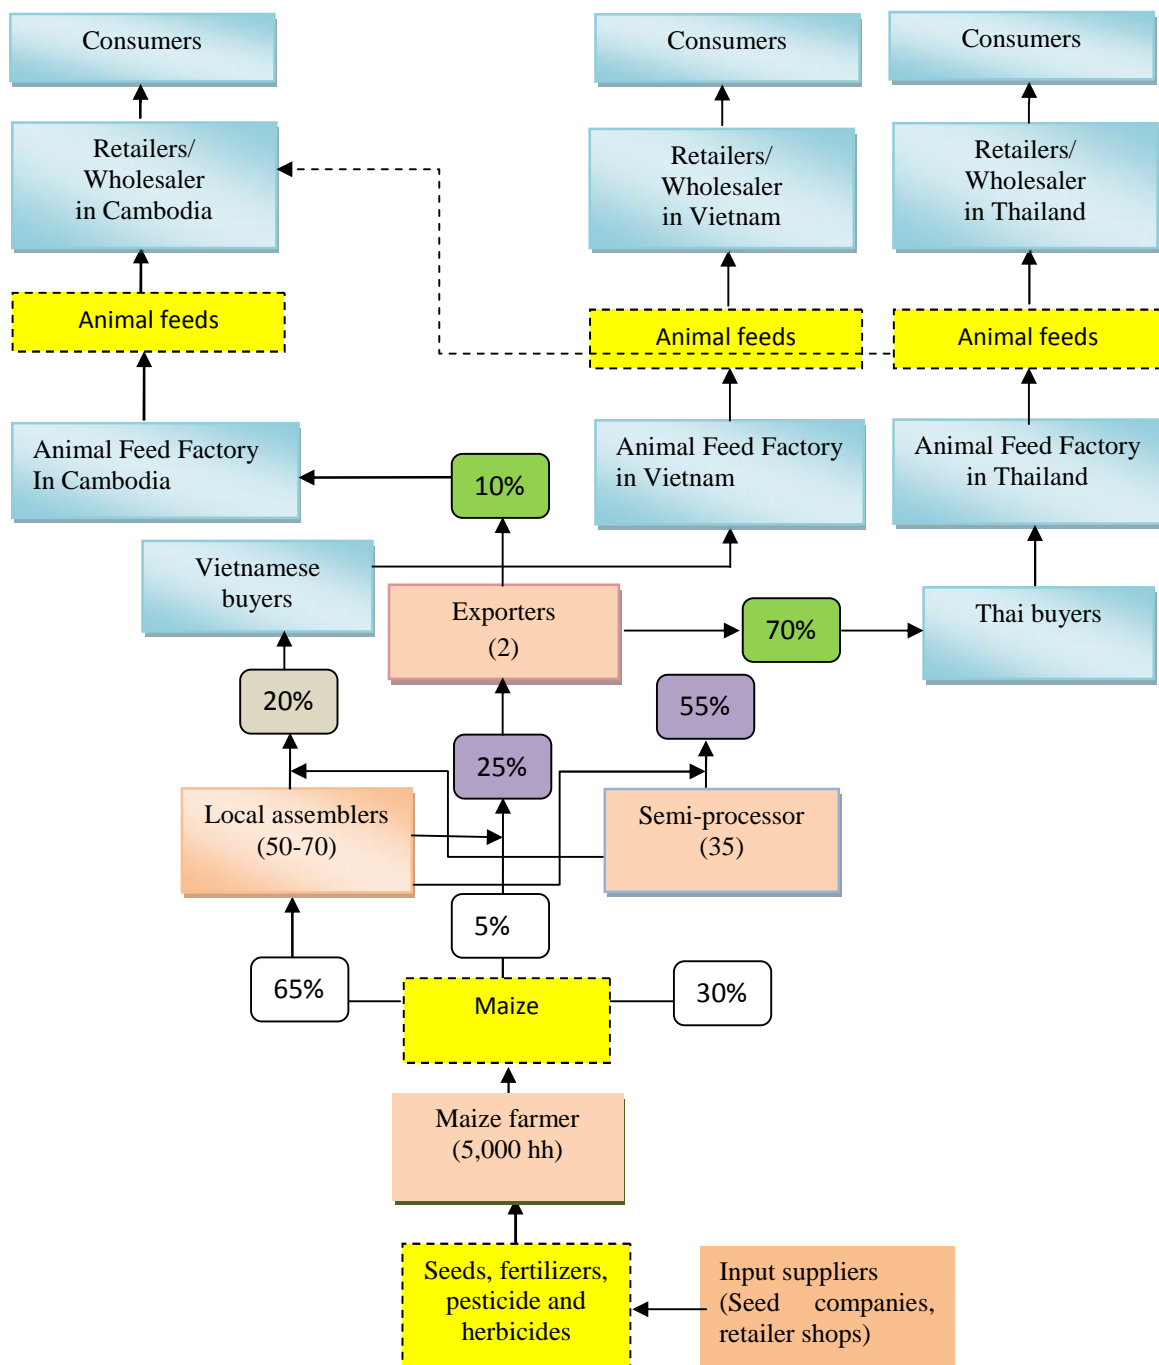 Consumers
Consumers
Consumers
Retailers/
Wholesaler
in Cambodia
Retailers/
Wholesaler
in Vietnam
Retailers/
Wholesaler
in Thailand
Animal feeds
Animal feeds
Animal feeds
Animal Feed Factory
In Cambodia
10%
Animal Feed Factory
in Vietnam
Animal Feed Factory
in Thailand
Vietnamese
buyers
Exporters
(2)
70%
Thai buyers
20%
25%
55%
Local assemblers
(50-70)
Semi-processor
(35)
65%
5%
30%
Maize
Maize farmer
(5,000 hh)
Seeds, fertilizers,
pesticide and
herbicides
Input suppliers
(Seed companies,
retailer shops)